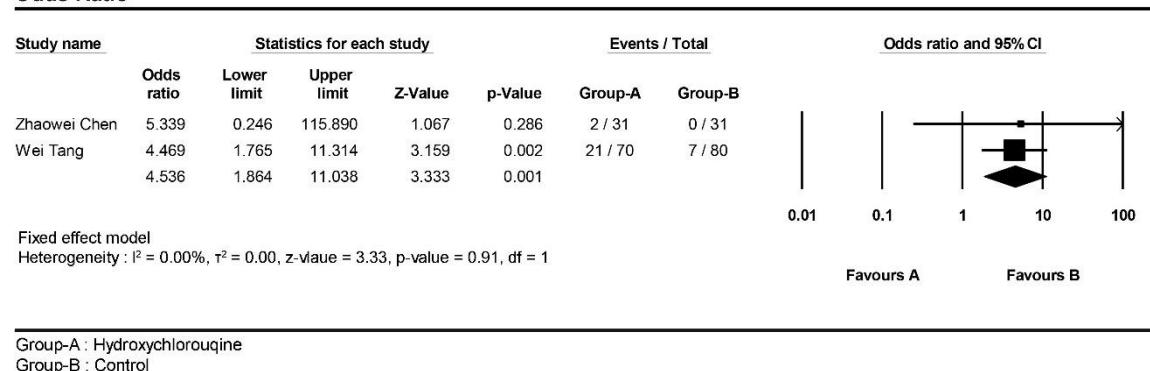 Study name Statistics for each study Events / Total Odds ratio and 95% CI
Odds ratio Lower limit Upper limit Z-Value p-Value Group-A Group-B
Zhaowei Chen 5.339 0.246 115.890 1.067 0.286 2 / 31 0 / 31
Wei Tang 4.469 1.765 11.314 3.159 0.002 21 / 70 7 / 80
4.536 1.864 11.038 3.333 0.001
0.01 0.1 1 10 100
Fixed effect model
Heterogeneity : I² = 0.00%, τ² = 0.00, z-vlaue = 3.33, p-value = 0.91, df = 1
Favours A Favours B
Group-A : Hydroxychlorouqine
Group-B : Control